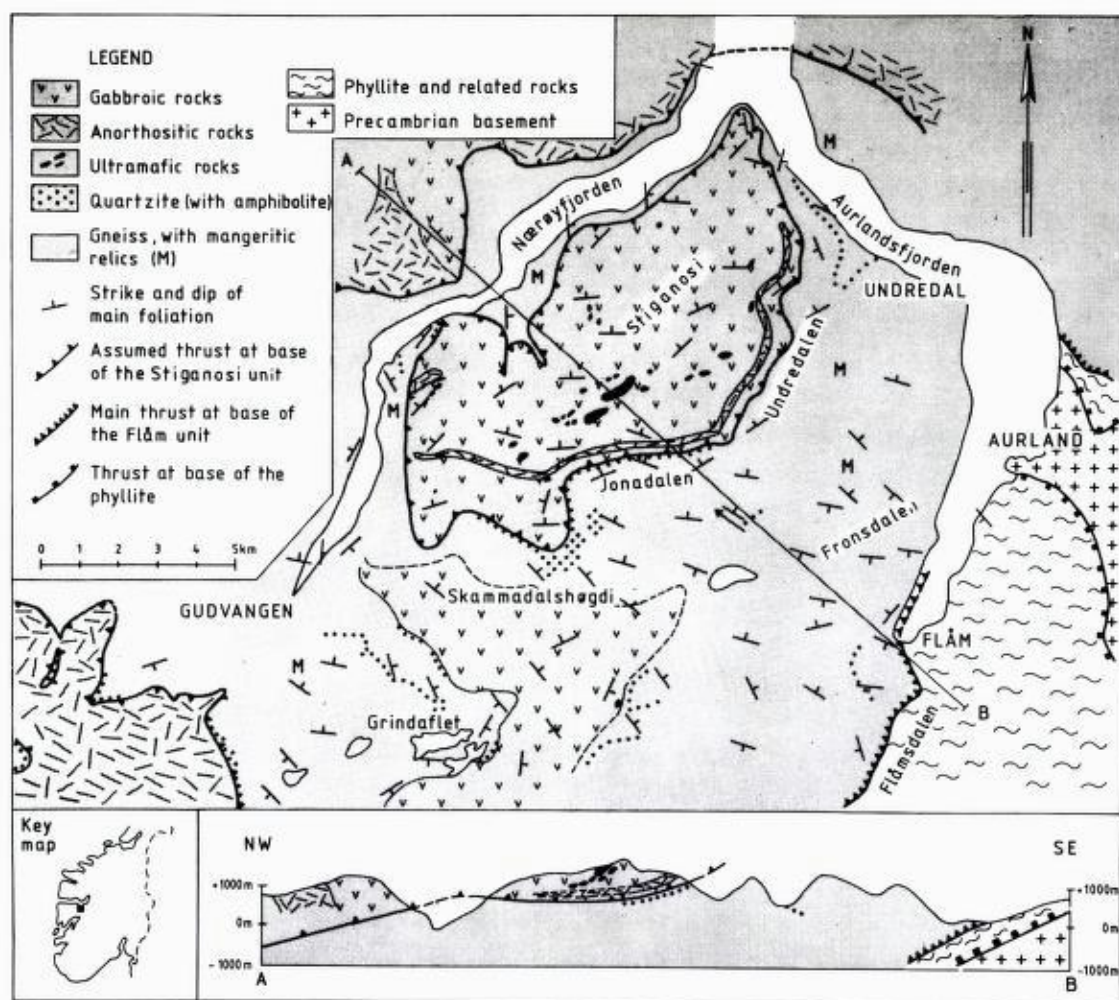 LEGEND
Gabbroic rocks
Anorthositic rocks
Ultramafic rocks
Quartzite (with amphibolite)
Gneiss, with mangeritic
relics (M)
Strike and dip of
main foliation
Assumed thrust at base
of the Stiganosi unit
Main thrust at base of
the Flåm unit
Thrust at base of the
phyllite
0 1 2 3 4 5km
Phyllite and related rocks
Precambrian basement
N
A
M
Nærøyfjorden
Aurlandsfjorden
M
UNDREDAL
Stiganosi
M
Undredalen
M
AURLAND
M
Jonadalen
Fronsdalen
Skammadalshøgdi
GUDVANGEN
FLÅM
M
B
Grindaflet
Flåmsdalen
Key
map
NW
SE
+1000m
+1000m
0m
0m
-1000m
-1000m
A
B